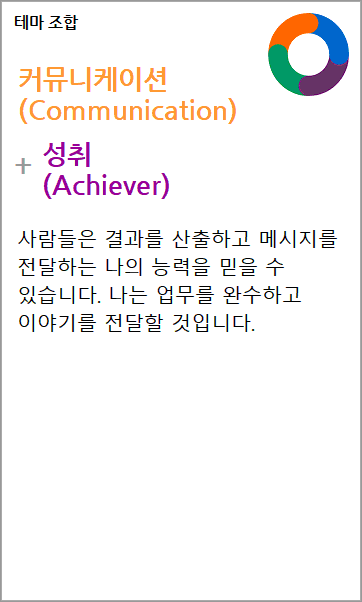 테마 조합
커뮤니케이션
(Communication)
+ 성취
(Achiever)
사람들은 결과를 산출하고 메시지를
전달하는 나의 능력을 믿을 수
있습니다. 나는 업무를 완수하고
이야기를 전달할 것입니다.